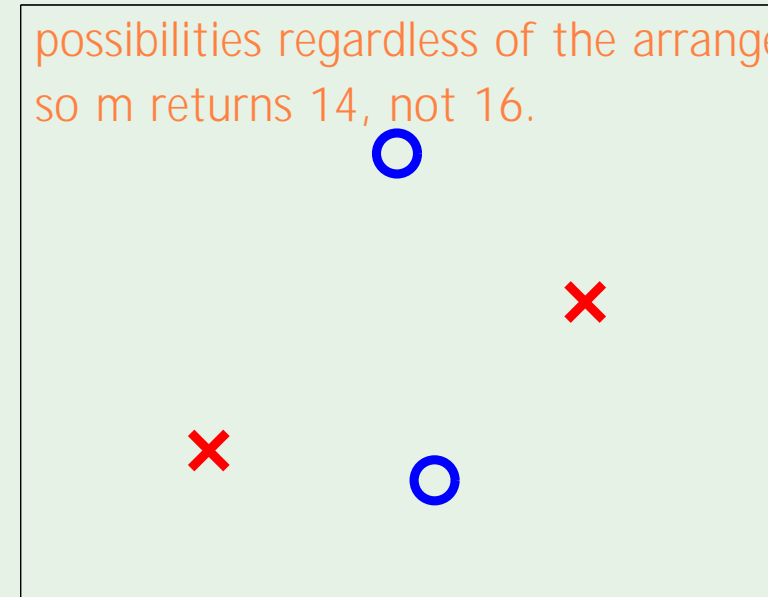 possibilities regardless of the arrange
so m returns 14, not 16.